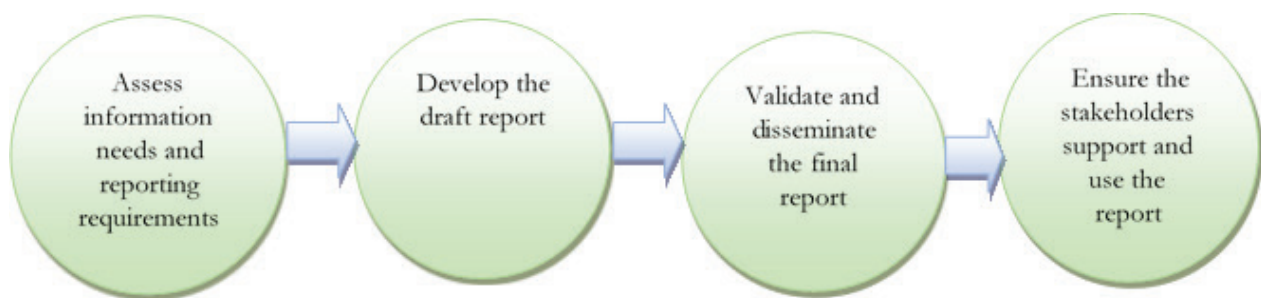 Assess
information
needs and
reporting
requirements
Develop the
draft report
Validate and
disseminate
the final
report
Ensure the
stakeholders
support and
use the
report